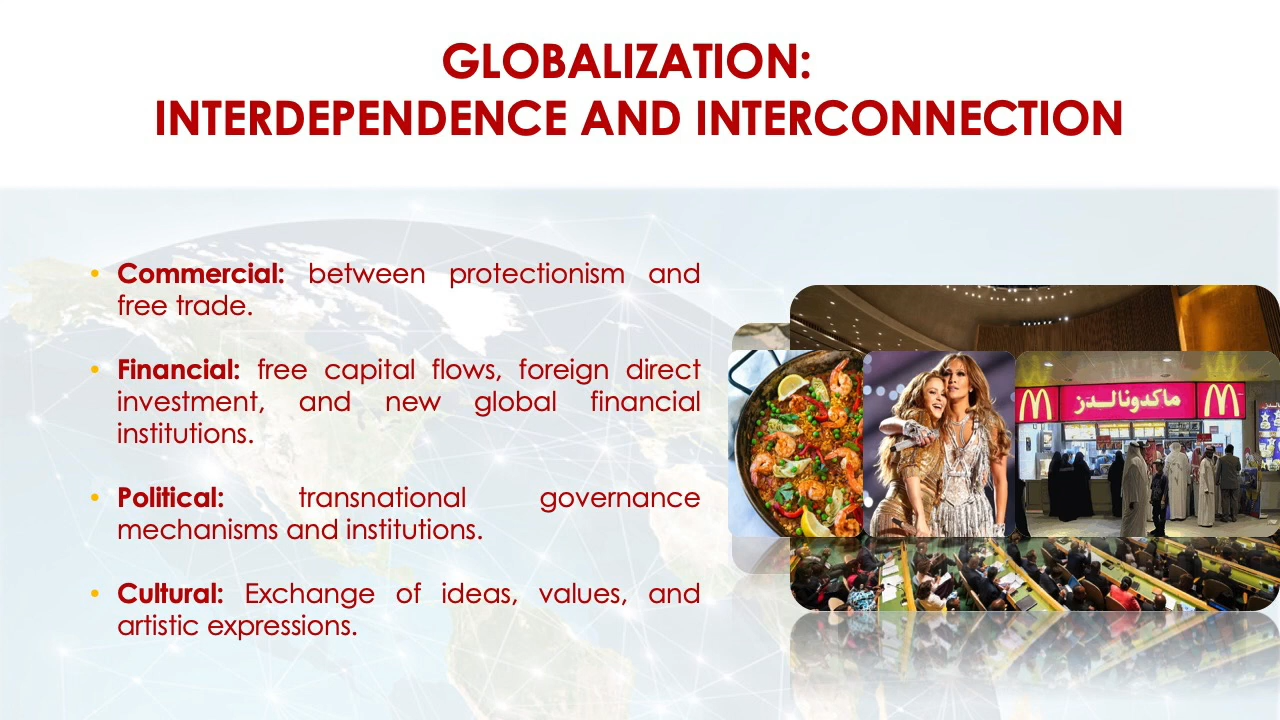 GLOBALIZATION:
INTERDEPENDENCE AND INTERCONNECTION
• Commercial: between protectionism and
free trade.
• Financial: free capital flows, foreign direct
investment, and new global financial
institutions.
• Political: transnational governance
mechanisms and institutions.
• Cultural: Exchange of ideas, values, and
artistic expressions.
ماكدونالـدز